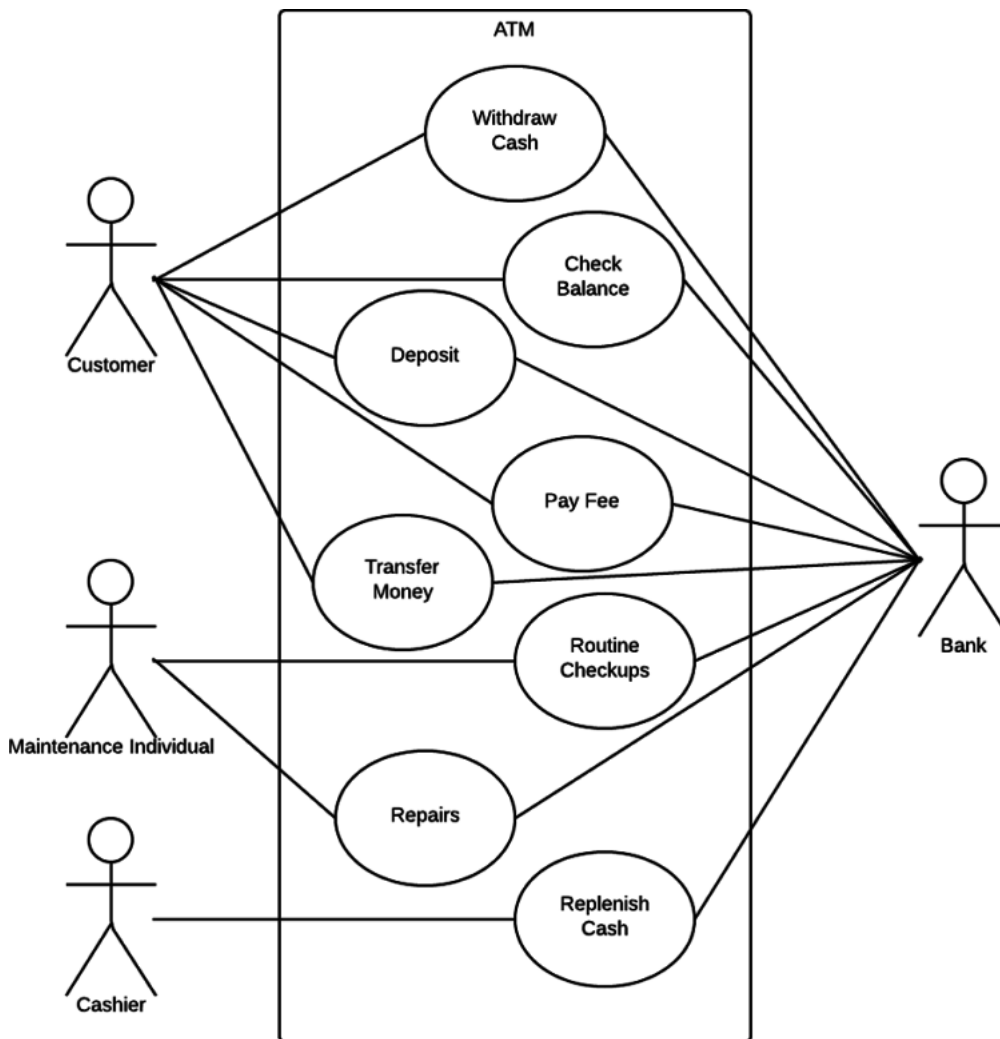 ATM
Withdraw
Cash
Check
Balance
Deposit
Customer
Pay Fee
Transfer
Money
Routine
Checkups
Bank
Maintenance Individual
Repairs
Replenish
Cash
Cashier